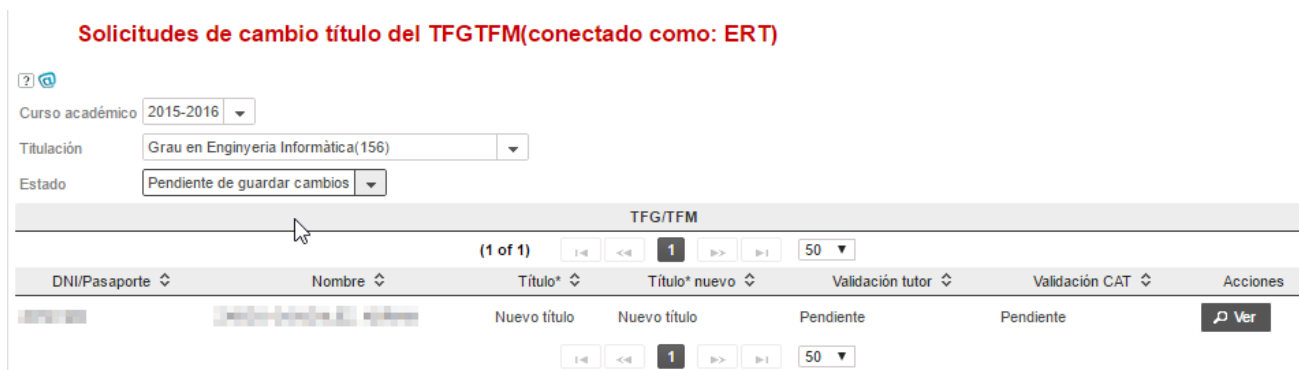 Solicitudes de cambio título del TFGTFM(conectado como: ERT)
? @
Curso académico 2015-2016
Titulación Grau en Enginyeria Informàtica(156)
Estado Pendiente de guardar cambios
TFG/TFM
(1 of 1) 1 50
DNI/Pasaporte Nombre Título* Título* nuevo Validación tutor Validación CAT Acciones
Nuevo título Nuevo título Pendiente Pendiente Ver
1 50